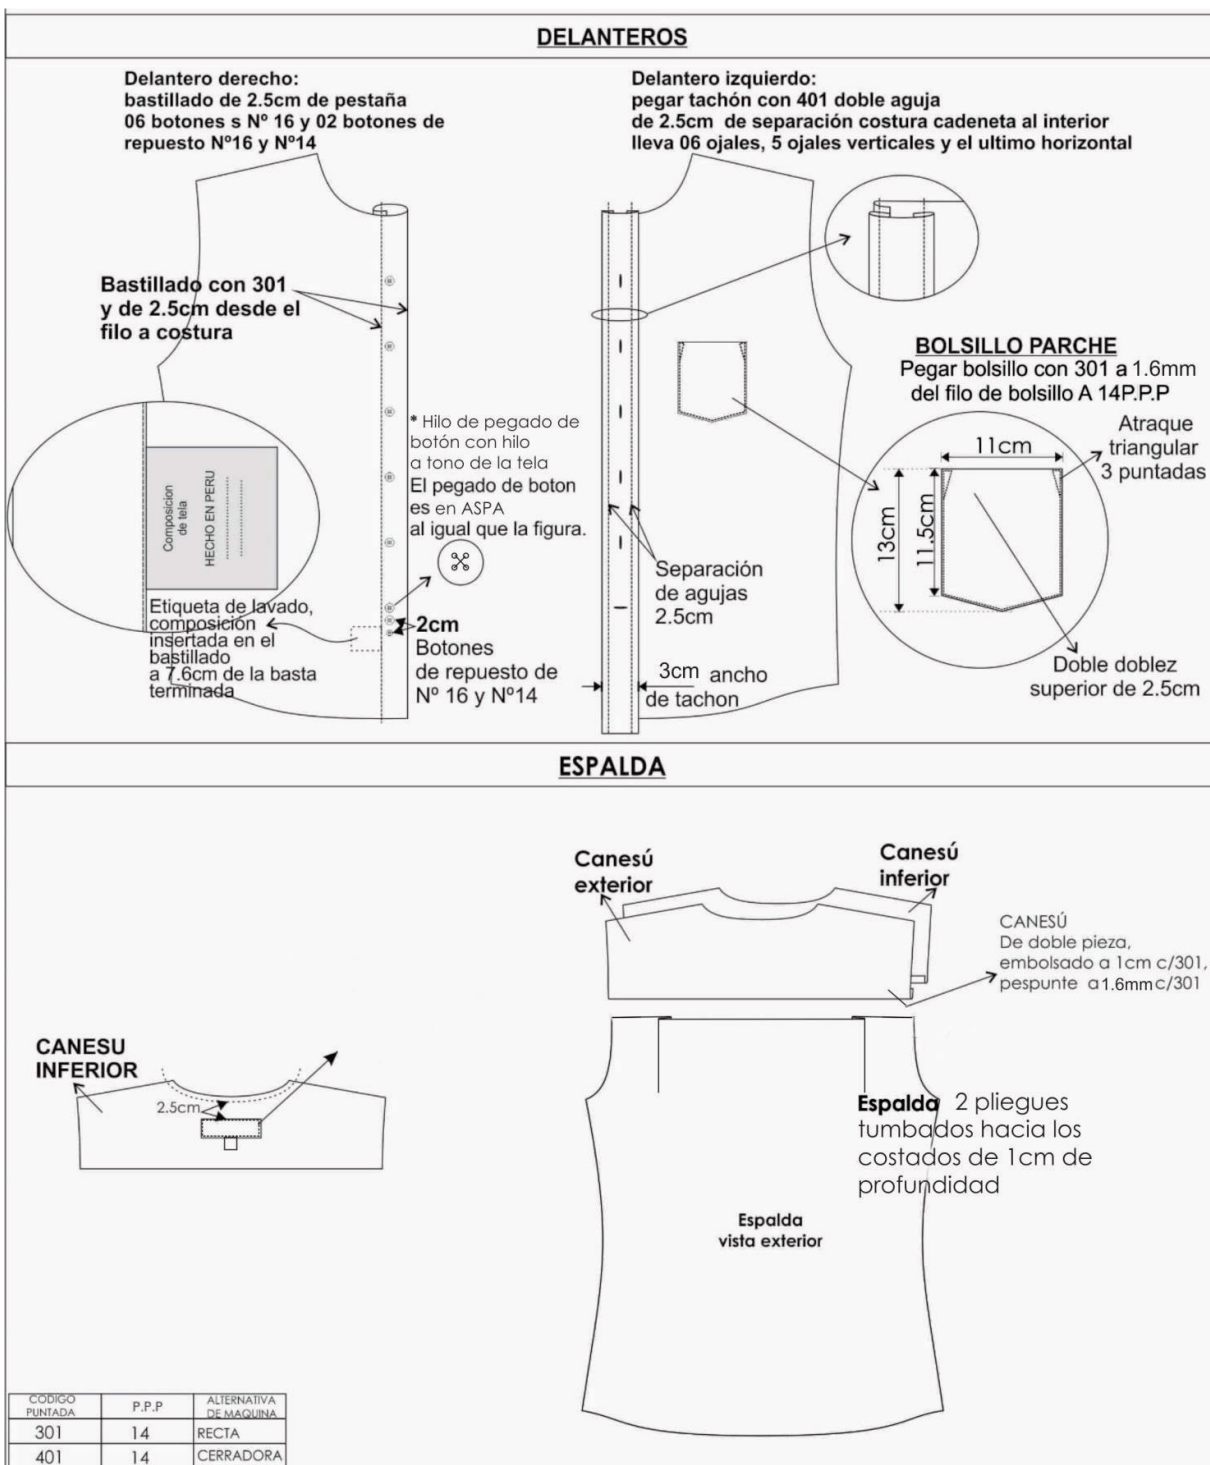 DELANTEROS
Delantero derecho:
bastillado de 2.5cm de pestaña
06 botones s Nº 16 y 02 botones de
repuesto Nº16 y Nº14
Delantero izquierdo:
pegar tachón con 401 doble aguja
de 2.5cm de separación costura cadeneta al interior
lleva 06 ojales, 5 ojales verticales y el ultimo horizontal
Bastillado con 301
y de 2.5cm desde el
filo a costura
BOLSILLO PARCHE
Pegar bolsillo con 301 a 1.6mm
del filo de bolsillo A 14P.P.P
Atraque
triangular
3 puntadas
11cm
13cm
11.5cm
Doble doblez
superior de 2.5cm
* Hilo de pegado de
botón con hilo
a tono de la tela
El pegado de boton
es en ASPA
al igual que la figura.
Composicion
de tela
HECHO EN PERU
Etiqueta de lavado,
composición
insertada en el
bastillado
a 7.6cm de la basta
terminada
2cm
Botones
de repuesto de
Nº 16 y Nº14
Separación
de agujas
2.5cm
3cm ancho
de tachon
ESPALDA
Canesú
exterior
Canesú
inferior
CANESÚ
De doble pieza,
embolsado a 1cm c/301,
pespunte a1.6mm c/301
CANESU
INFERIOR
2.5cm
Espalda 2 pliegues
tumbados hacia los
costados de 1cm de
profundidad
Espalda
vista exterior
CODIGO
PUNTADA
P.P.P
ALTERNATIVA
DE MAQUINA
301 14 RECTA
401 14 CERRADORA